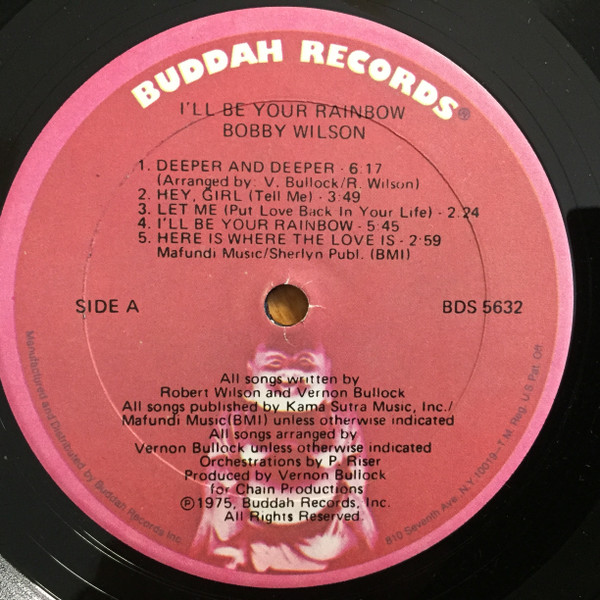 BUDDAH RECORDS®
I'LL BE YOUR RAINBOW
BOBBY WILSON
1. DEEPER AND DEEPER - 6:17
(Arranged by: V. Bullock/R. Wilson)
2. HEY, GIRL (Tell Me) - 3:49
3. LET ME (Put Love Back In Your Life) - 2.24
4. I'LL BE YOUR RAINBOW - 5:45
5. HERE IS WHERE THE LOVE IS - 2:59
Mafundi Music/Sherlyn Publ. (BMI)
SIDE A
BDS 5632
All songs written by
Robert Wilson and Vernon Bullock
All songs published by Kama Sutra Music, Inc./
Mafundi Music(BMI) unless otherwise indicated
All songs arranged by
Vernon Bullock unless otherwise indicated
Orchestrations by P. Riser
Produced by Vernon Bullock
for Chain Productions
Ⓟ1975, Buddah Records, Inc.
All Rights Reserved.
Manufactured and Distributed by Buddah Records Inc.
810 Seventh Ave. N.Y. 10019-T.M. Reg. U.S Pat. Off.